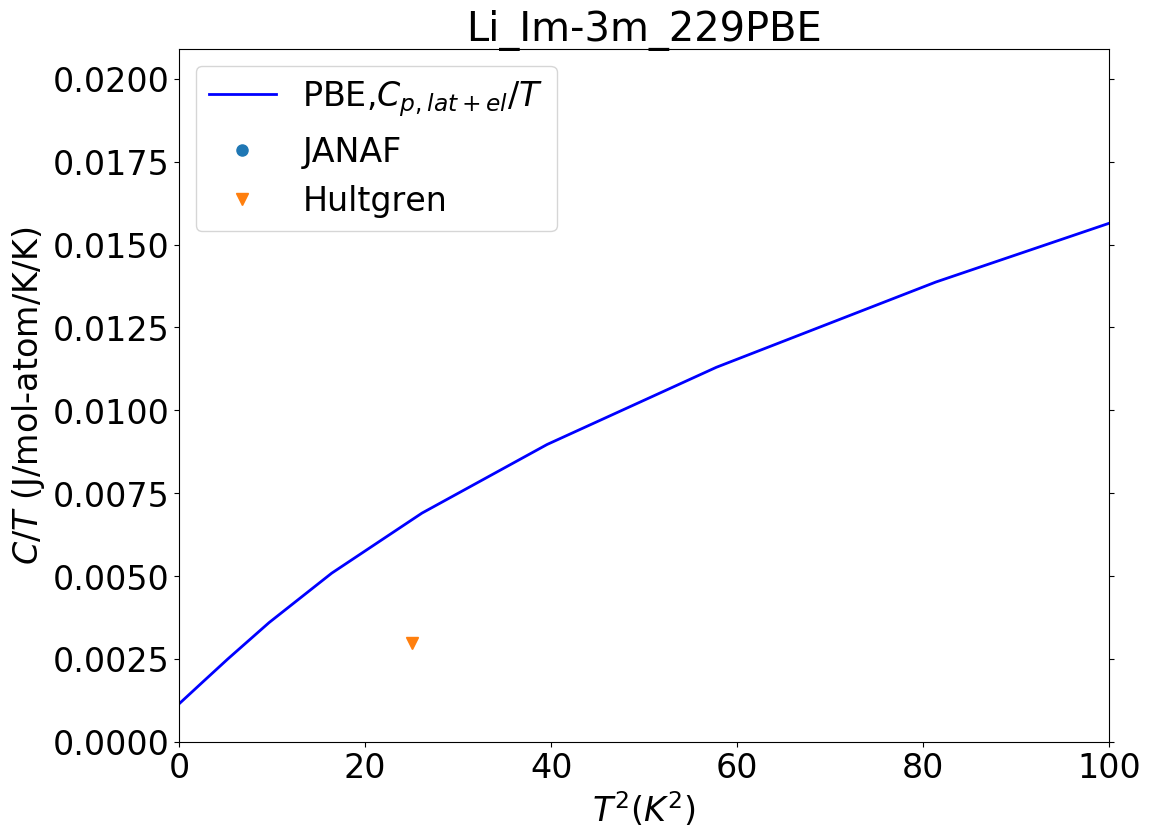 Li_Im-3m_229PBE
PBE,C_{p,lat+el}/T
JANAF
Hultgren
C/T (J/mol-atom/K/K)
0.0200
0.0175
0.0150
0.0125
0.0100
0.0075
0.0050
0.0025
0.0000
0 20 40 60 80 100
T^2(K^2)